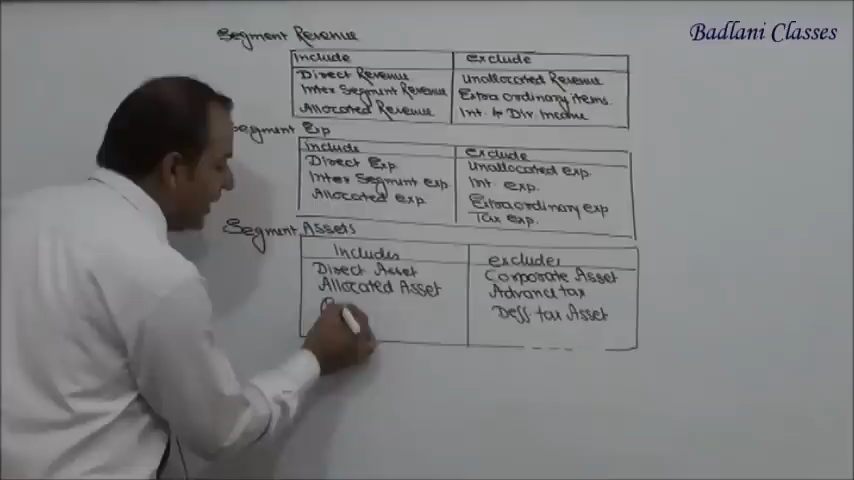 Badlani Classes
Segment Revenue
Include exclude
Direct Revenue Unallocated Revenue
Inter Segment Revenue Extra ordinary items
Allocated Revenue Int. & Div. Income
Segment Exp
include exclude
Direct Exp. Unallocated exp.
Inter Segment exp Int. exp.
Allocated exp. Extraordinary exp
Tax exp.
Segment Assets
Includes excludes
Direct Asset Corporate Asset
Allocated Asset Advance tax
Deff tax Asset